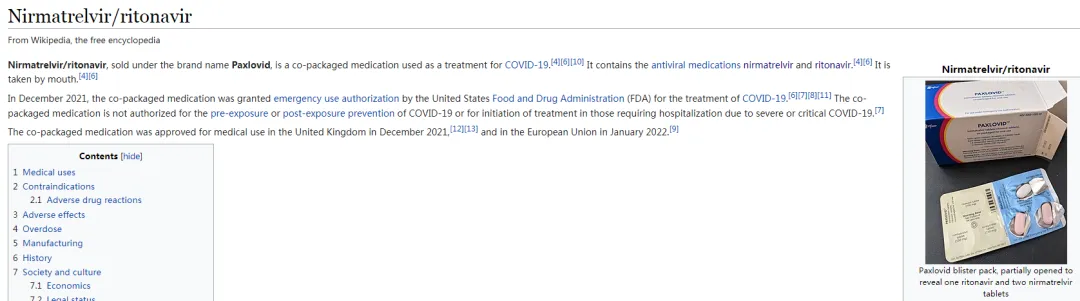 Nirmatrelvir/ritonavir
From Wikipedia, the free encyclopedia
Nirmatrelvir/ritonavir, sold under the brand name Paxlovid, is a co-packaged medication used as a treatment for COVID-19.[4][6][10] It contains the antiviral medications nirmatrelvir and ritonavir.[4][6] It is
taken by mouth.[4][6]
In December 2021, the co-packaged medication was granted emergency use authorization by the United States Food and Drug Administration (FDA) for the treatment of COVID-19.[6][7][8][11] The co-
packaged medication is not authorized for the pre-exposure or post-exposure prevention of COVID-19 or for initiation of treatment in those requiring hospitalization due to severe or critical COVID-19.[7]
The co-packaged medication was approved for medical use in the United Kingdom in December 2021,[12][13] and in the European Union in January 2022.[9]
Contents [hide]
1 Medical uses
2 Contraindications
2.1 Adverse drug reactions
3 Adverse effects
4 Overdose
5 Manufacturing
6 History
7 Society and culture
7.1 Economics
7.2 Legal status
Nirmatrelvir/ritonavir
PAXLOVID
PAXLOVID
Paxlovid blister pack, partially opened to
reveal one ritonavir and two nirmatrelvir
tablets